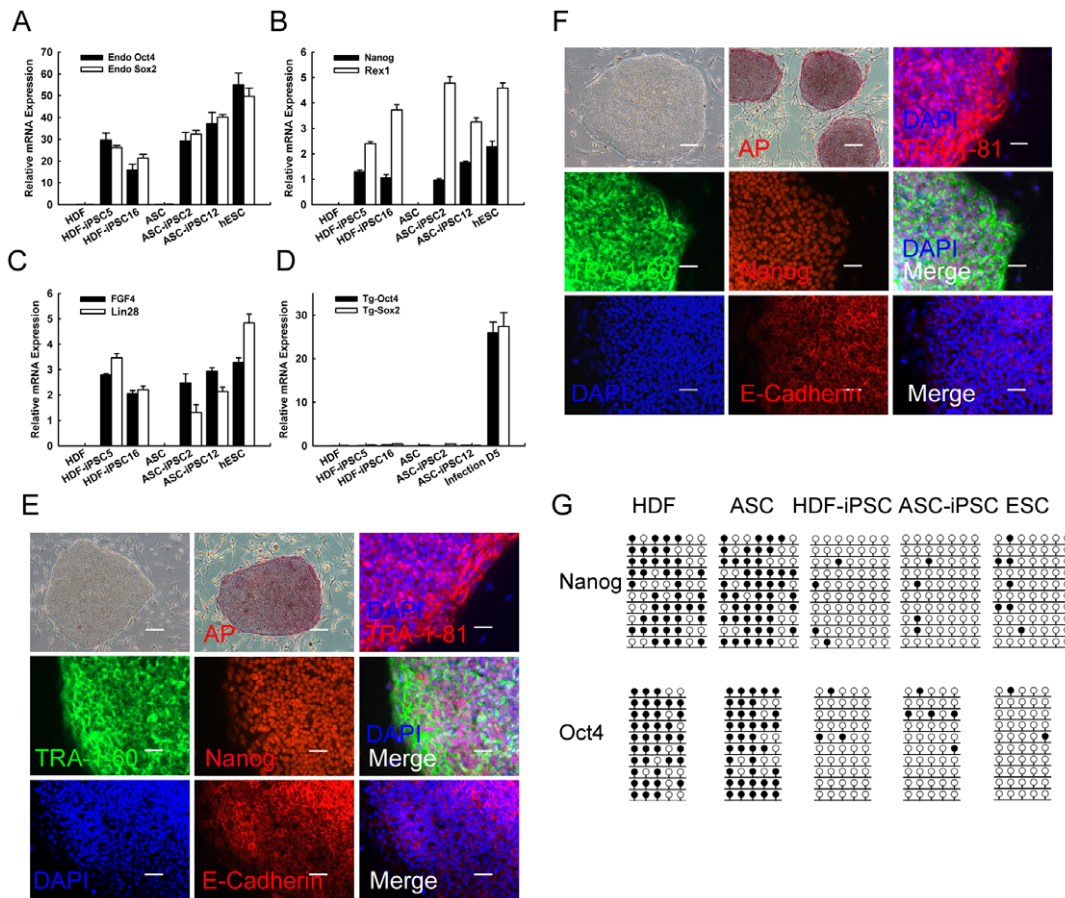 A
Endo Oct4
Endo Sox2
Relative mRNA Expression
70
60
50
40
30
20
10
0
HDF
HDF-iPSC5
HDF-iPSC16
ASC
ASC-iPSC2
ASC-iPSC12
hESC
B
Nanog
Rex1
Relative mRNA Expression
6
5
4
3
2
1
0
HDF
HDF-iPSC5
HDF-iPSC16
ASC
ASC-iPSC2
ASC-iPSC12
hESC
C
FGF4
Lin28
Relative mRNA Expression
6
5
4
3
2
1
0
HDF
HDF-iPSC5
HDF-iPSC16
ASC
ASC-iPSC2
ASC-iPSC12
hESC
D
Tg-Oct4
Tg-Sox2
Relative mRNA Expression
30
20
10
0
HDF
HDF-iPSC5
HDF-iPSC16
ASC
ASC-iPSC2
ASC-iPSC12
Infection D5
E
AP
DAPI
TRA-1-81
TRA-1-60
Nanog
DAPI
Merge
DAPI
E-Cadherin
Merge
F
AP
DAPI
TRA-1-81
TRA-1-60
Nanog
DAPI
Merge
DAPI
E-Cadherin
Merge
G
HDF ASC HDF-iPSC ASC-iPSC ESC
Nanog
Oct4